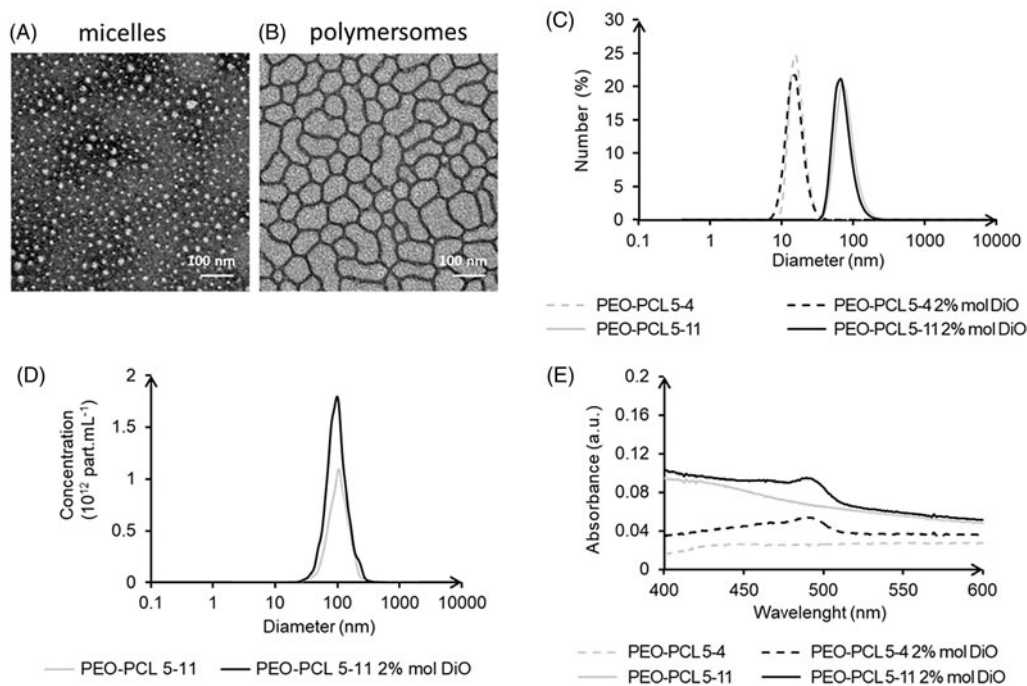 (A) micelles
(B) polymersomes
100 nm
100 nm
(C)
Number (%)
30
25
20
15
10
5
0
0.1 1 10 100 1000 10000
Diameter (nm)
PEO-PCL 5-4 PEO-PCL 5-4 2% mol DiO
PEO-PCL 5-11 PEO-PCL 5-11 2% mol DiO
(D)
Concentration
(10¹² part.mL⁻¹)
2
1.5
1
0.5
0
0.1 1 10 100 1000 10000
Diameter (nm)
PEO-PCL 5-11 PEO-PCL 5-11 2% mol DiO
(E)
Absorbance (a.u.)
0.2
0.16
0.12
0.08
0.04
0
400 450 500 550 600
Wavelenght (nm)
PEO-PCL 5-4 PEO-PCL 5-4 2% mol DiO
PEO-PCL 5-11 PEO-PCL 5-11 2% mol DiO